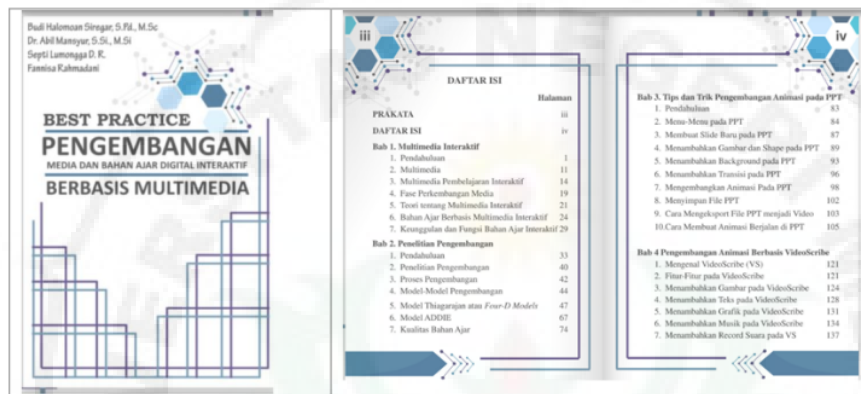 Budi Halomoan Siregar, S.Pd., M.Sc
Dr. Abil Mansyur, S.Si., M.Si
Septi Lumongga D. R.
Fannisa Rahmadani
BEST PRACTICE
PENGEMBANGAN
MEDIA DAN BAHAN AJAR DIGITAL INTERAKTIF
BERBASIS MULTIMEDIA
iii
DAFTAR ISI
Halaman
PRAKATA iii
DAFTAR ISI iv
Bab 1. Multimedia Interaktif
1. Pendahuluan 1
2. Multimedia 11
3. Multimedia Pembelajaran Interaktif 14
4. Fase Perkembangan Media 19
5. Teori tentang Multimedia Interaktif 21
6. Bahan Ajar Berbasis Multimedia Interaktif 24
7. Keunggulan dan Fungsi Bahan Ajar Interaktif 29
Bab 2. Penelitian Pengembangan
1. Pendahuluan 33
2. Penelitian Pengembangan 40
3. Proses Pengembangan 42
4. Model-Model Pengembangan 44
5. Model Thiagarajan atau Four-D Models 47
6. Model ADDIE 67
7. Kualitas Bahan Ajar 74
iv
Bab 3. Tips dan Trik Pengembangan Animasi pada PPT
1. Pendahuluan 83
2. Menu-Menu pada PPT 84
3. Membuat Slide Baru pada PPT 87
4. Menambahkan Gambar dan Shape pada PPT 89
5. Menambahkan Background pada PPT 93
6. Menambahkan Transisi pada PPT 96
7. Mengembangkan Animasi Pada PPT 98
8. Menyimpan File PPT 102
9. Cara Mengeksport File PPT menjadi Video 103
10.Cara Membuat Animasi Berjalan di PPT 105
Bab 4 Pengembangan Animasi Berbasis VideoScribe
1. Mengenal VideoScribe (VS) 121
2. Fitur-Fitur pada VideoScribe 121
3. Menambahkan Gambar pada VideoScribe 124
4. Menambahkan Teks pada VideoScribe 128
5. Menambahkan Grafik pada VideoScribe 131
6. Menambahkan Musik pada VideoScribe 134
7. Menambahkan Record Suara pada VS 137